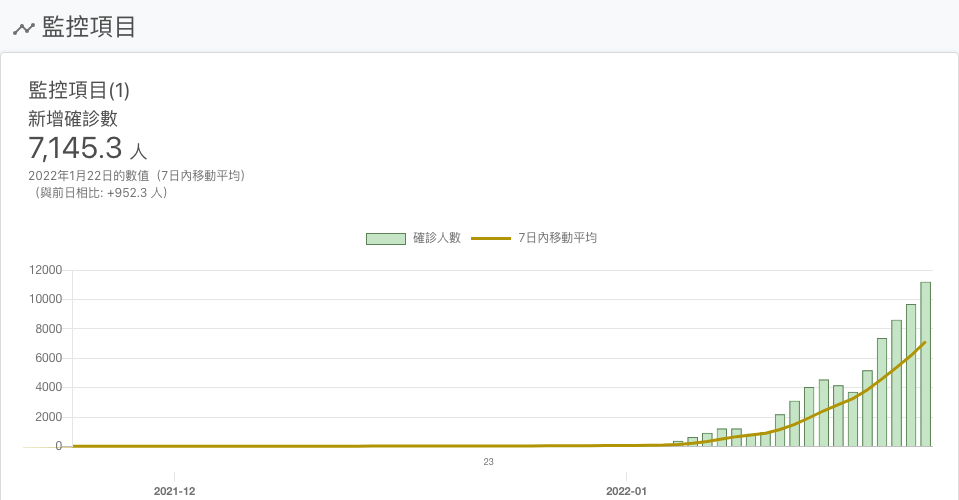 監控項目
監控項目(1)
新增確診數
7,145.3 人
2022年1月22日的數值（7日內移動平均）
（與前日相比: +952.3 人）
確診人數 7日內移動平均
12000
10000
8000
6000
4000
2000
0
23
2021-12 2022-01